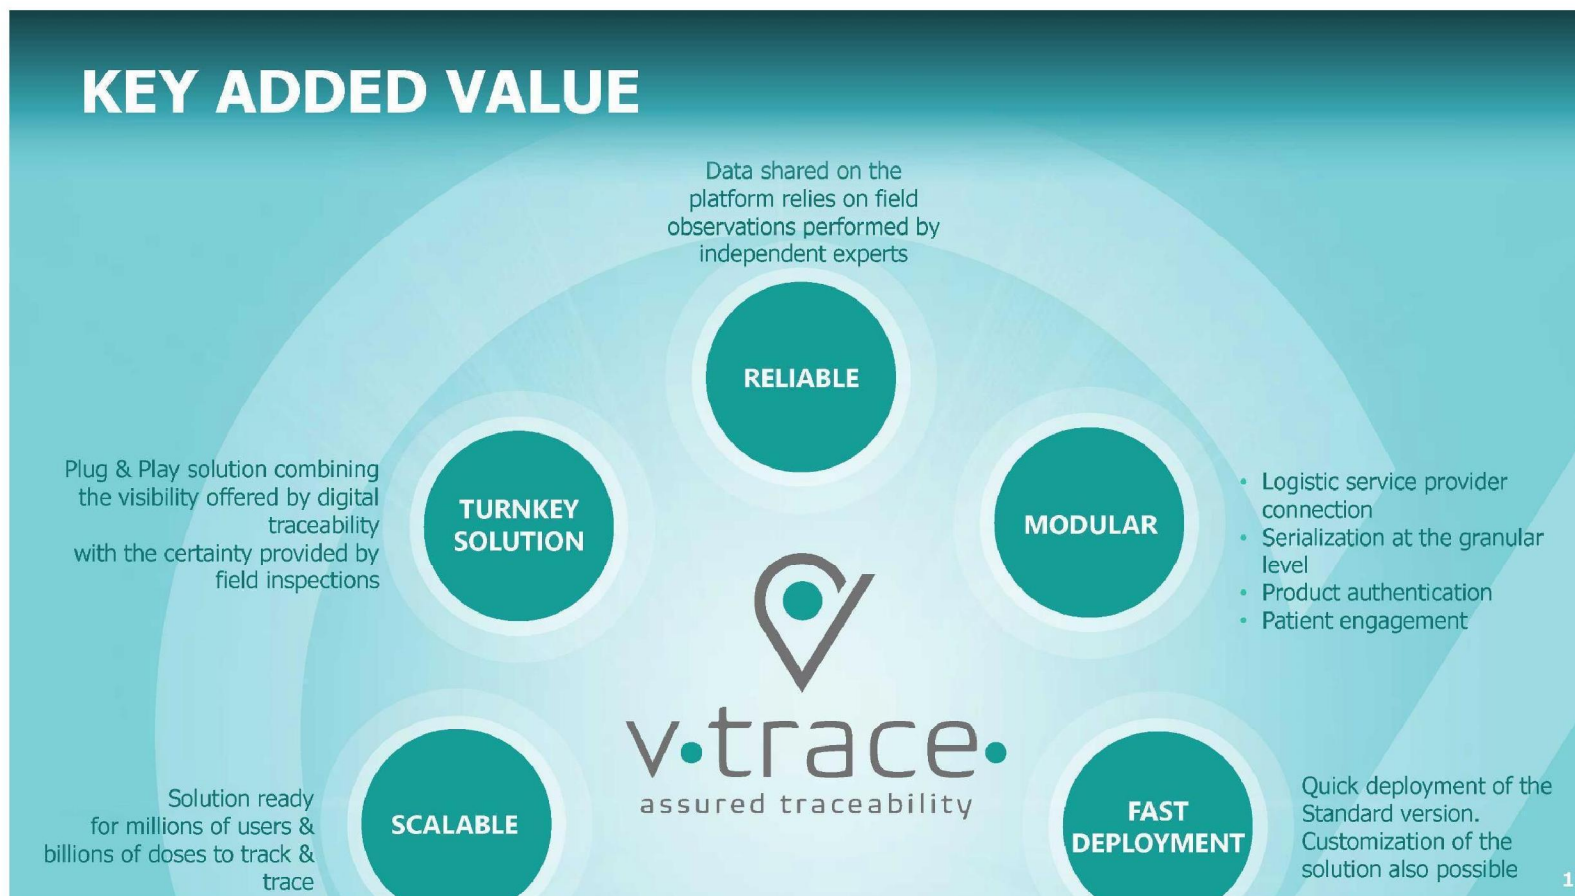 KEY ADDED VALUE
Data shared on the
platform relies on field
observations performed by
independent experts
RELIABLE
Plug & Play solution combining
the visibility offered by digital
traceability
with the certainty provided by
field inspections
TURNKEY
SOLUTION
MODULAR
• Logistic service provider
connection
• Serialization at the granular
level
• Product authentication
• Patient engagement
v•trace•
assured traceability
Solution ready
for millions of users &
billions of doses to track &
trace
SCALABLE
FAST
DEPLOYMENT
Quick deployment of the
Standard version.
Customization of the
solution also possible
1